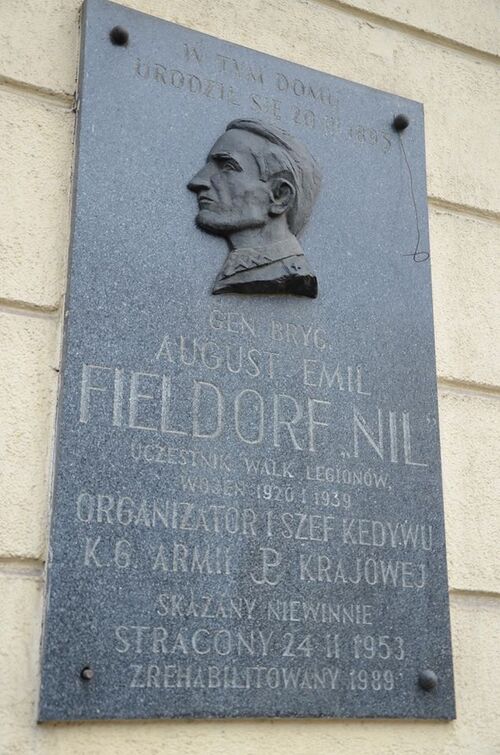 W TYM DOMU
URODZIŁ SIĘ 20 III 1895
GEN BRYG.
AUGUST EMIL
FIELDORF „NIL"
UCZESTNIK WALK LEGIONÓW,
WOJEN 1920 I 1939
ORGANIZATOR I SZEF KEDYWU
K.G. ARMII PW KRAJOWEJ
SKAZANY NIEWINNIE
STRACONY 24 II 1953
ZREHABILITOWANY 1989